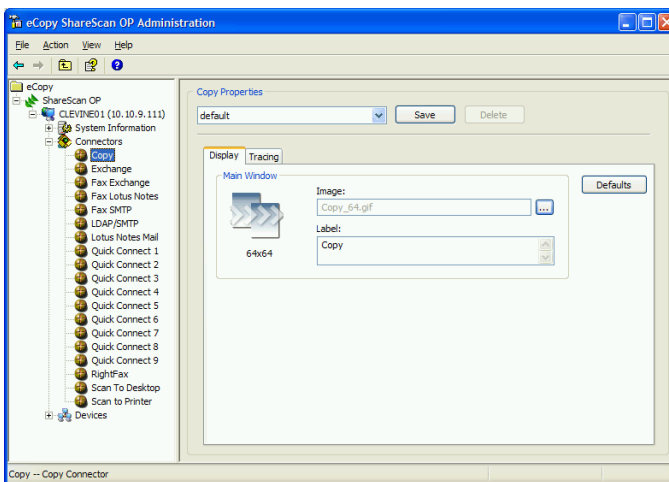 eCopy ShareScan OP Administration
File Action View Help
eCopy
ShareScan OP
CLEVINE01 (10.10.9.111)
System Information
Connectors
Copy
Exchange
Fax Exchange
Fax Lotus Notes
Fax SMTP
LDAP/SMTP
Lotus Notes Mail
Quick Connect 1
Quick Connect 2
Quick Connect 3
Quick Connect 4
Quick Connect 5
Quick Connect 6
Quick Connect 7
Quick Connect 8
Quick Connect 9
RightFax
Scan To Desktop
Scan to Printer
Devices
Copy Properties
default Save Delete
Display Tracing
Main Window
Defaults
Image:
Copy_64.gif ...
Label:
Copy
64x64
Copy -- Copy Connector